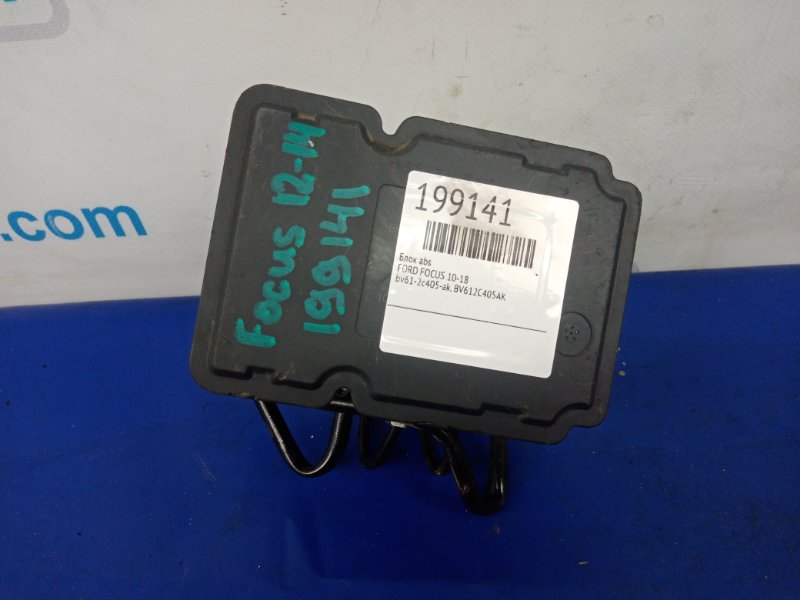 s.com
Focus 12-14
199141
199141
Блок abs
FORD FOCUS 10-18
bv61-2c405-ak, BV612C405AK